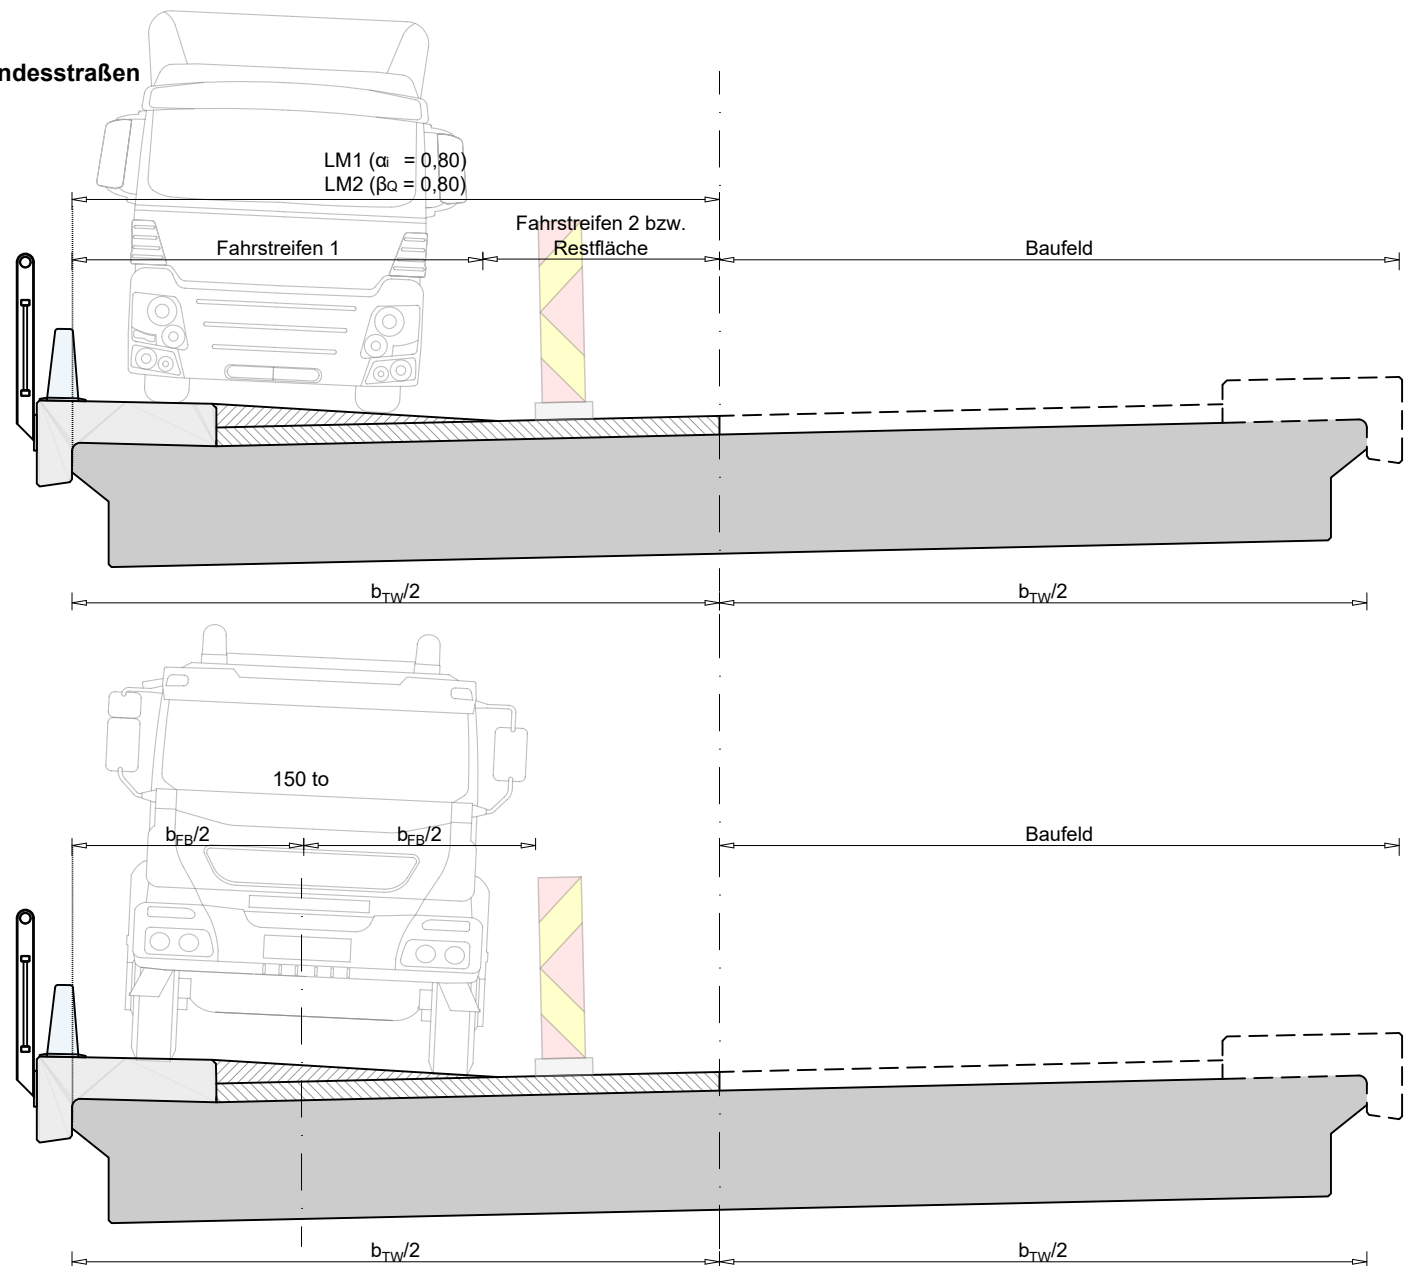 ndesstraßen
LM1 (αi = 0,80)
LM2 (βQ = 0,80)
Fahrstreifen 1
Fahrstreifen 2 bzw.
Restfläche
Baufeld
bTW/2
bTW/2
150 to
bFB/2
bFB/2
Baufeld
bTW/2
bTW/2